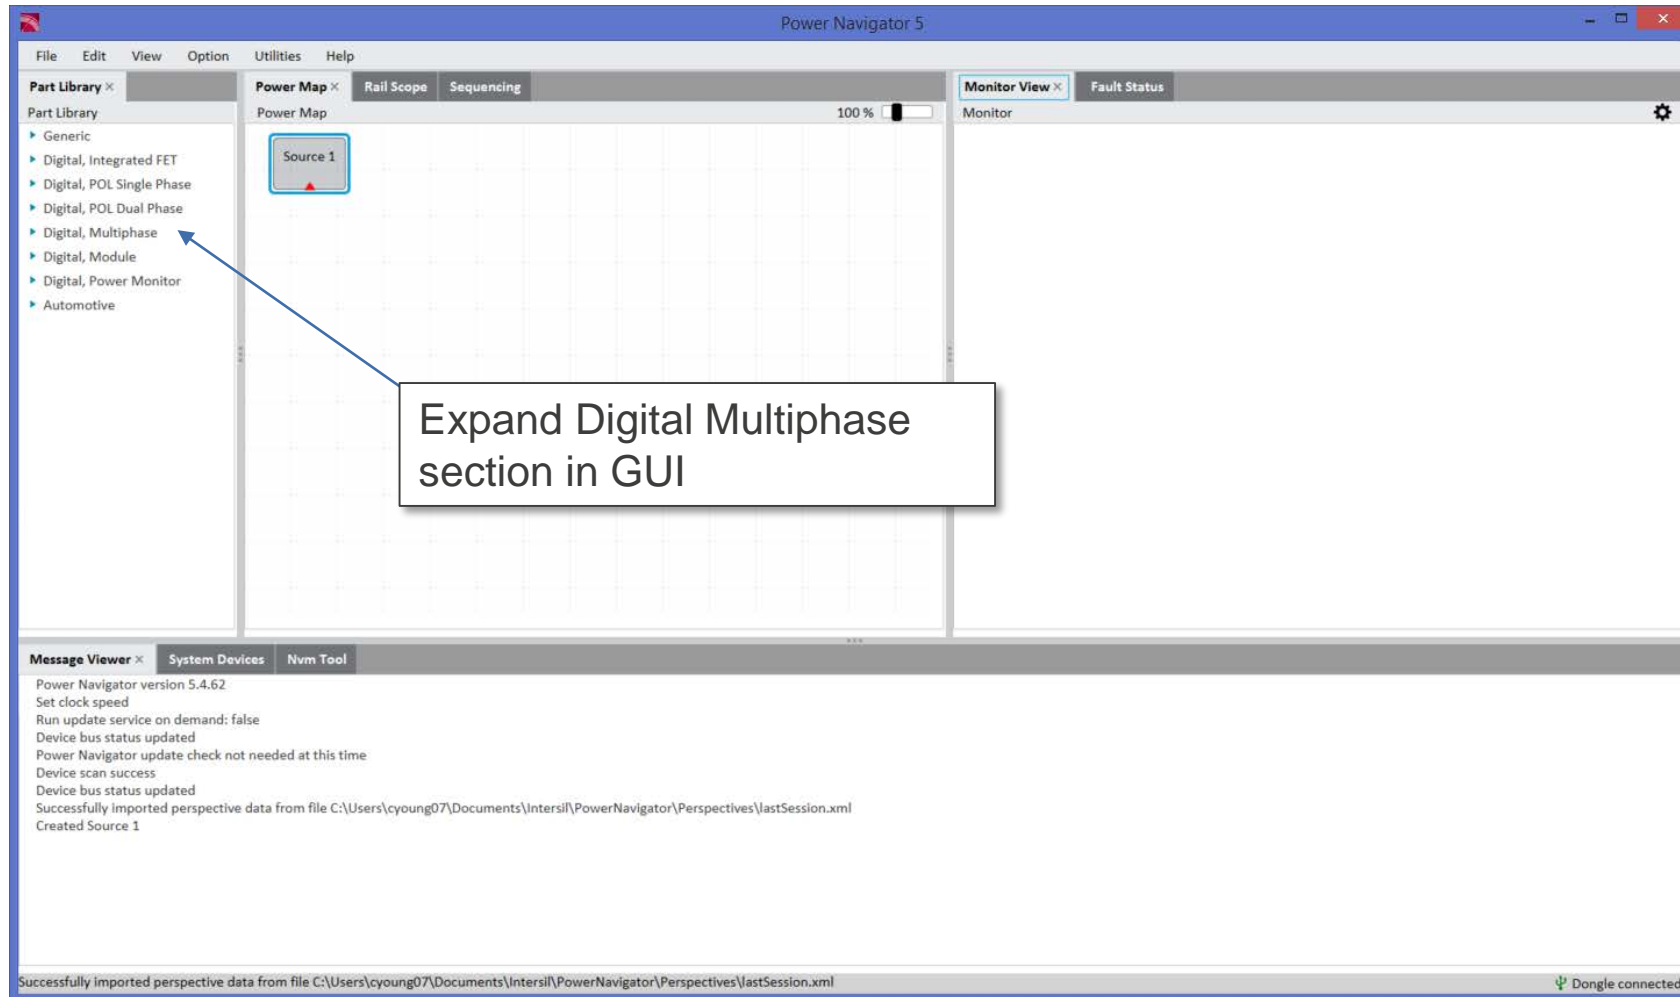 Power Navigator 5
File Edit View Option Utilities Help
Part Library × Power Map × Rail Scope Sequencing Monitor View × Fault Status
Part Library Power Map 100 % Monitor
Generic
Digital, Integrated FET
Digital, POL Single Phase
Digital, POL Dual Phase
Digital, Multiphase
Digital, Module
Digital, Power Monitor
Automotive
Source 1
Expand Digital Multiphase
section in GUI
Message Viewer × System Devices Nvm Tool
Power Navigator version 5.4.62
Set clock speed
Run update service on demand: false
Device bus status updated
Power Navigator update check not needed at this time
Device scan success
Device bus status updated
Successfully imported perspective data from file C:\Users\cyoung07\Documents\Intersil\PowerNavigator\Perspectives\lastSession.xml
Created Source 1
Successfully imported perspective data from file C:\Users\cyoung07\Documents\Intersil\PowerNavigator\Perspectives\lastSession.xml Dongle connected